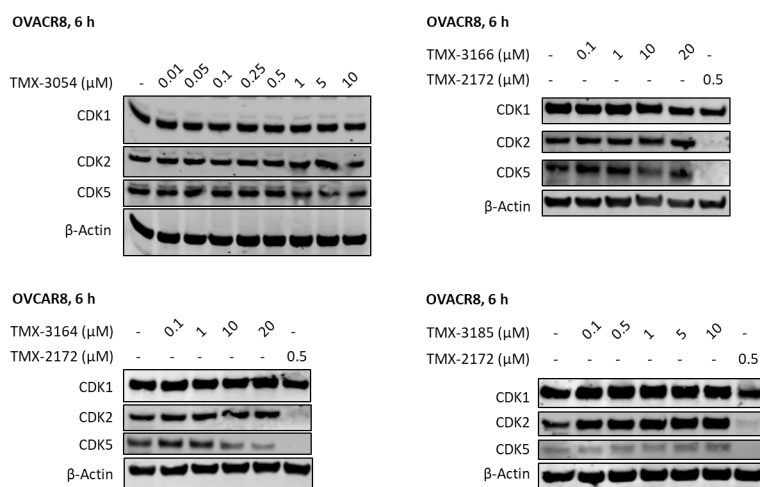 OVACR8, 6 h
TMX-3054 (µM) - 0.01 0.05 0.1 0.25 0.5 1 5 10
CDK1
CDK2
CDK5
β-Actin
OVACR8, 6 h
TMX-3166 (µM) - 0.1 1 10 20 -
TMX-2172 (µM) - - - - - 0.5
CDK1
CDK2
CDK5
β-Actin
OVCAR8, 6 h
TMX-3164 (µM) - 0.1 1 10 20 -
TMX-2172 (µM) - - - - - 0.5
CDK1
CDK2
CDK5
β-Actin
OVACR8, 6 h
TMX-3185 (µM) - 0.1 0.5 1 5 10 -
TMX-2172 (µM) - - - - - - 0.5
CDK1
CDK2
CDK5
β-Actin